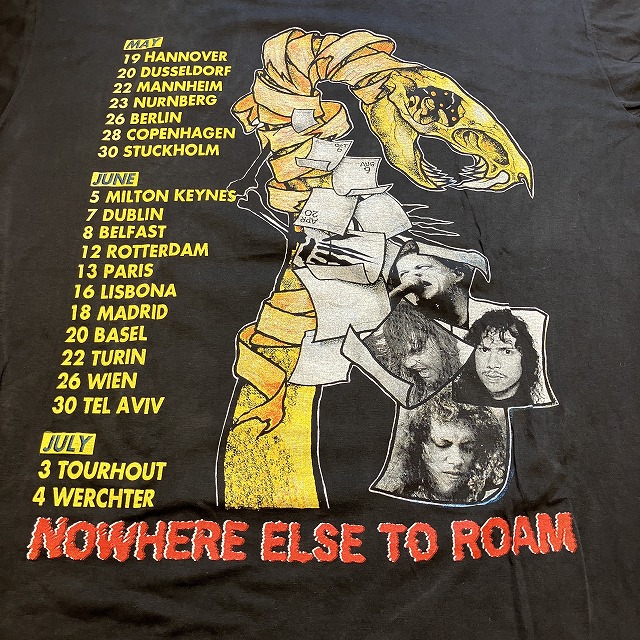 MAY
19 HANNOVER
20 DUSSELDORF
22 MANNHEIM
23 NURNBERG
26 BERLIN
28 COPENHAGEN
30 STUCKHOLM
JUNE
5 MILTON KEYNES
7 DUBLIN
8 BELFAST
12 ROTTERDAM
13 PARIS
16 LISBONA
18 MADRID
20 BASEL
22 TURIN
26 WIEN
30 TEL AVIV
JULY
3 TOURHOUT
4 WERCHTER
APR
20
NOWHERE ELSE TO ROAM